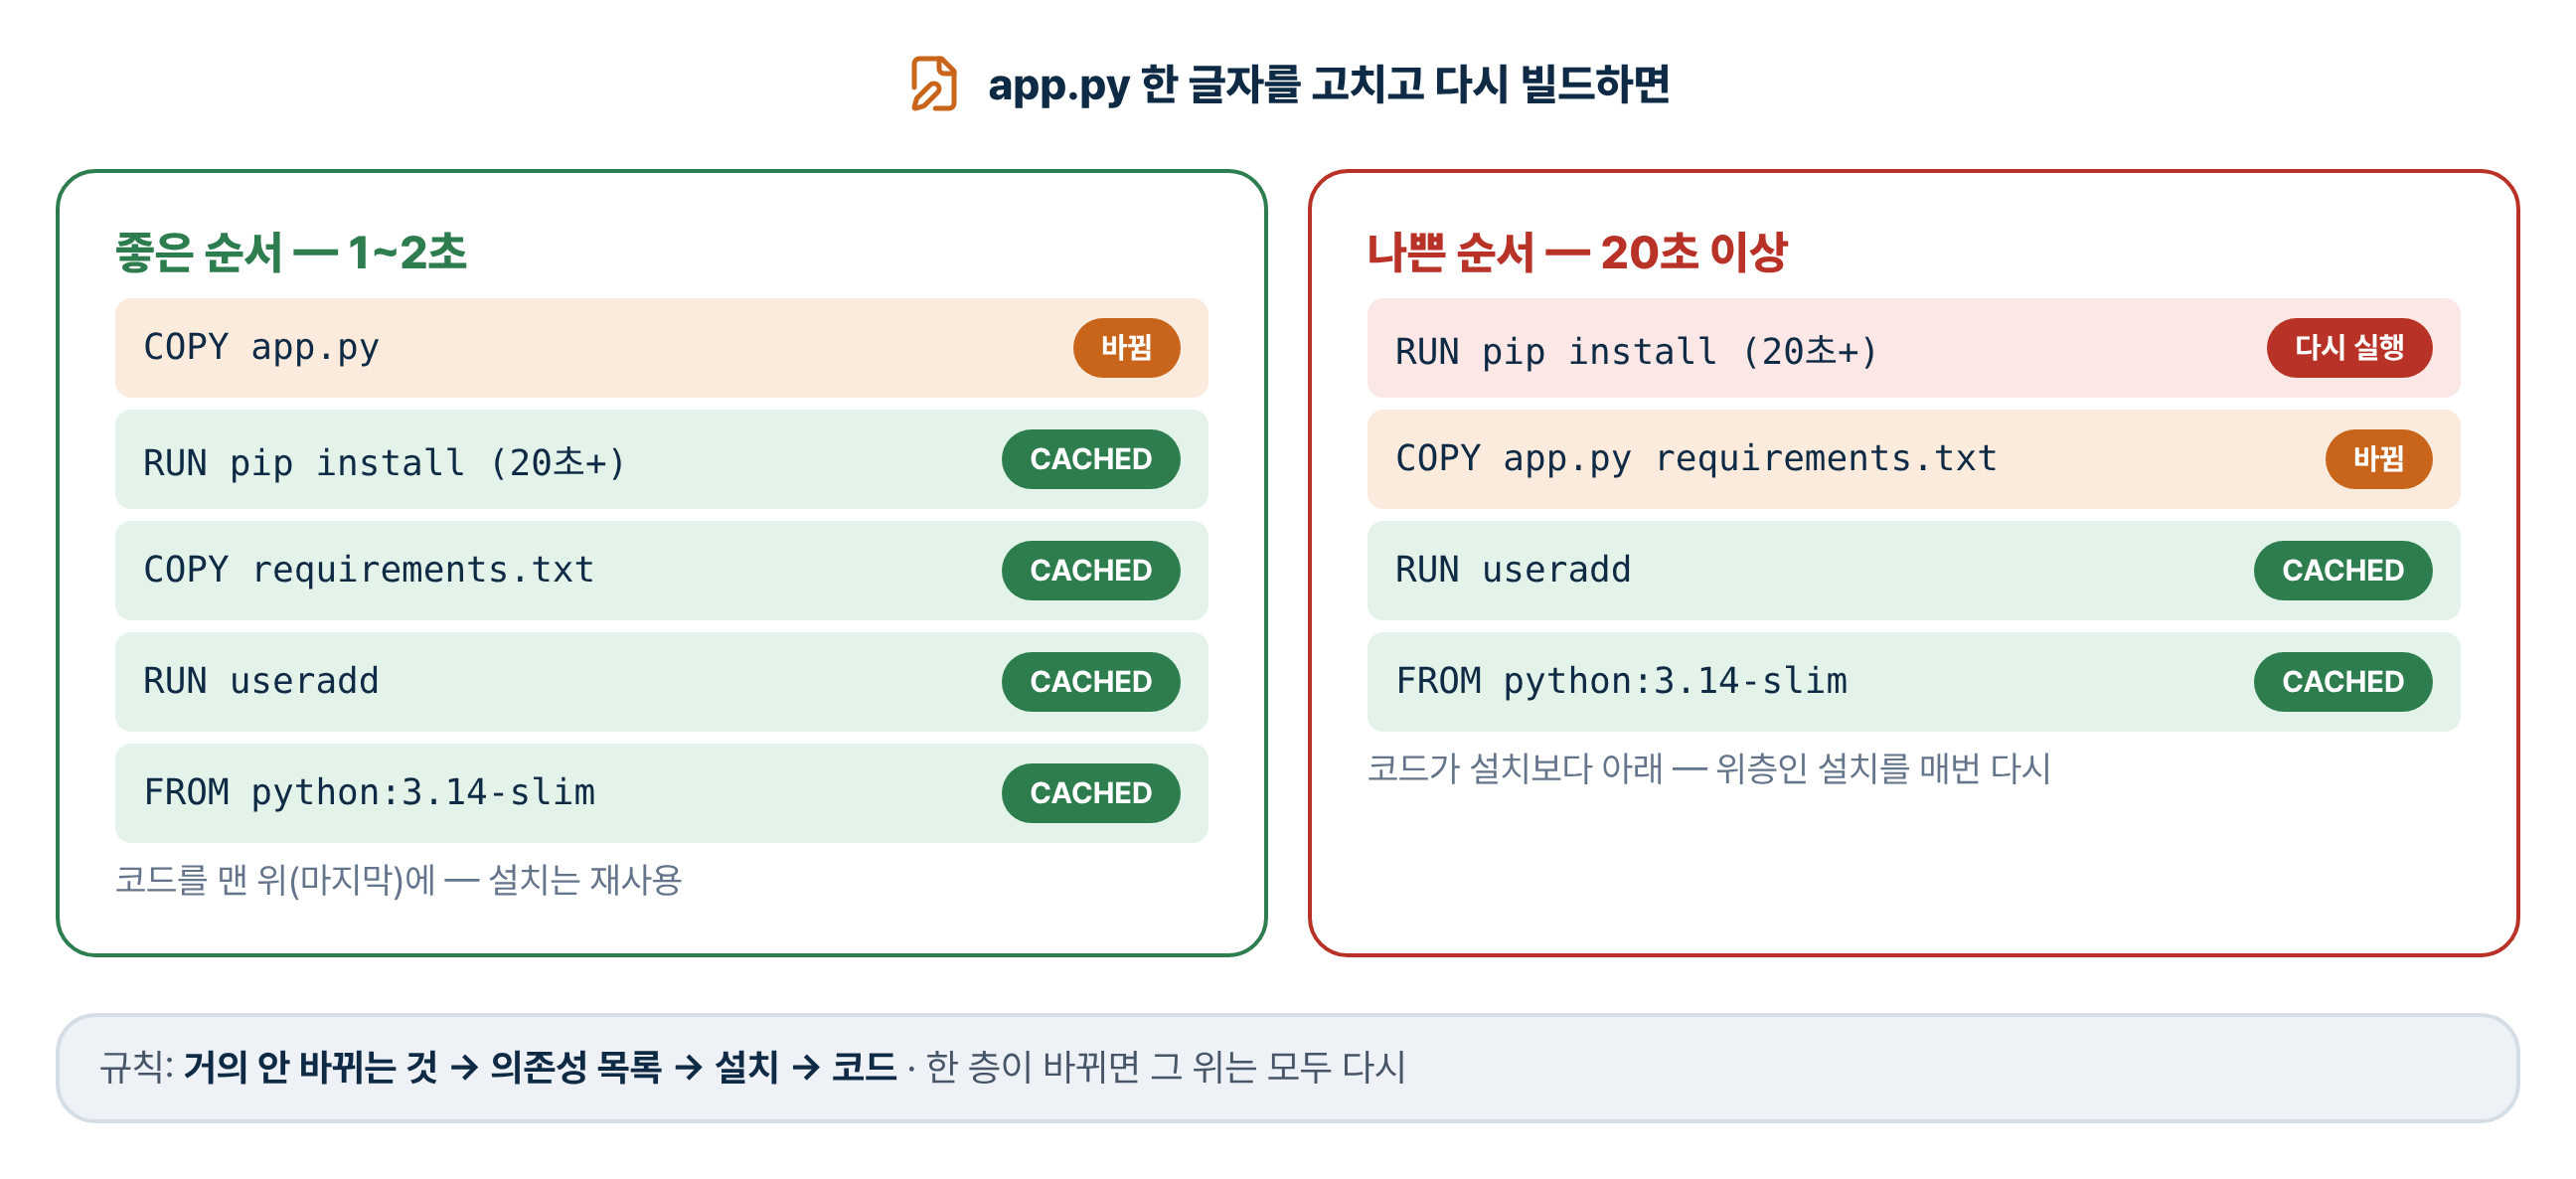 app.py 한 글자를 고치고 다시 빌드하면
좋은 순서 — 1~2초
COPY app.py 바뀜
RUN pip install (20초+) CACHED
COPY requirements.txt CACHED
RUN useradd CACHED
FROM python:3.14-slim CACHED
코드를 맨 위(마지막)에 — 설치는 재사용
나쁜 순서 — 20초 이상
RUN pip install (20초+) 다시 실행
COPY app.py requirements.txt 바뀜
RUN useradd CACHED
FROM python:3.14-slim CACHED
코드가 설치보다 아래 — 위층인 설치를 매번 다시
규칙: 거의 안 바뀌는 것 → 의존성 목록 → 설치 → 코드 · 한 층이 바뀌면 그 위는 모두 다시